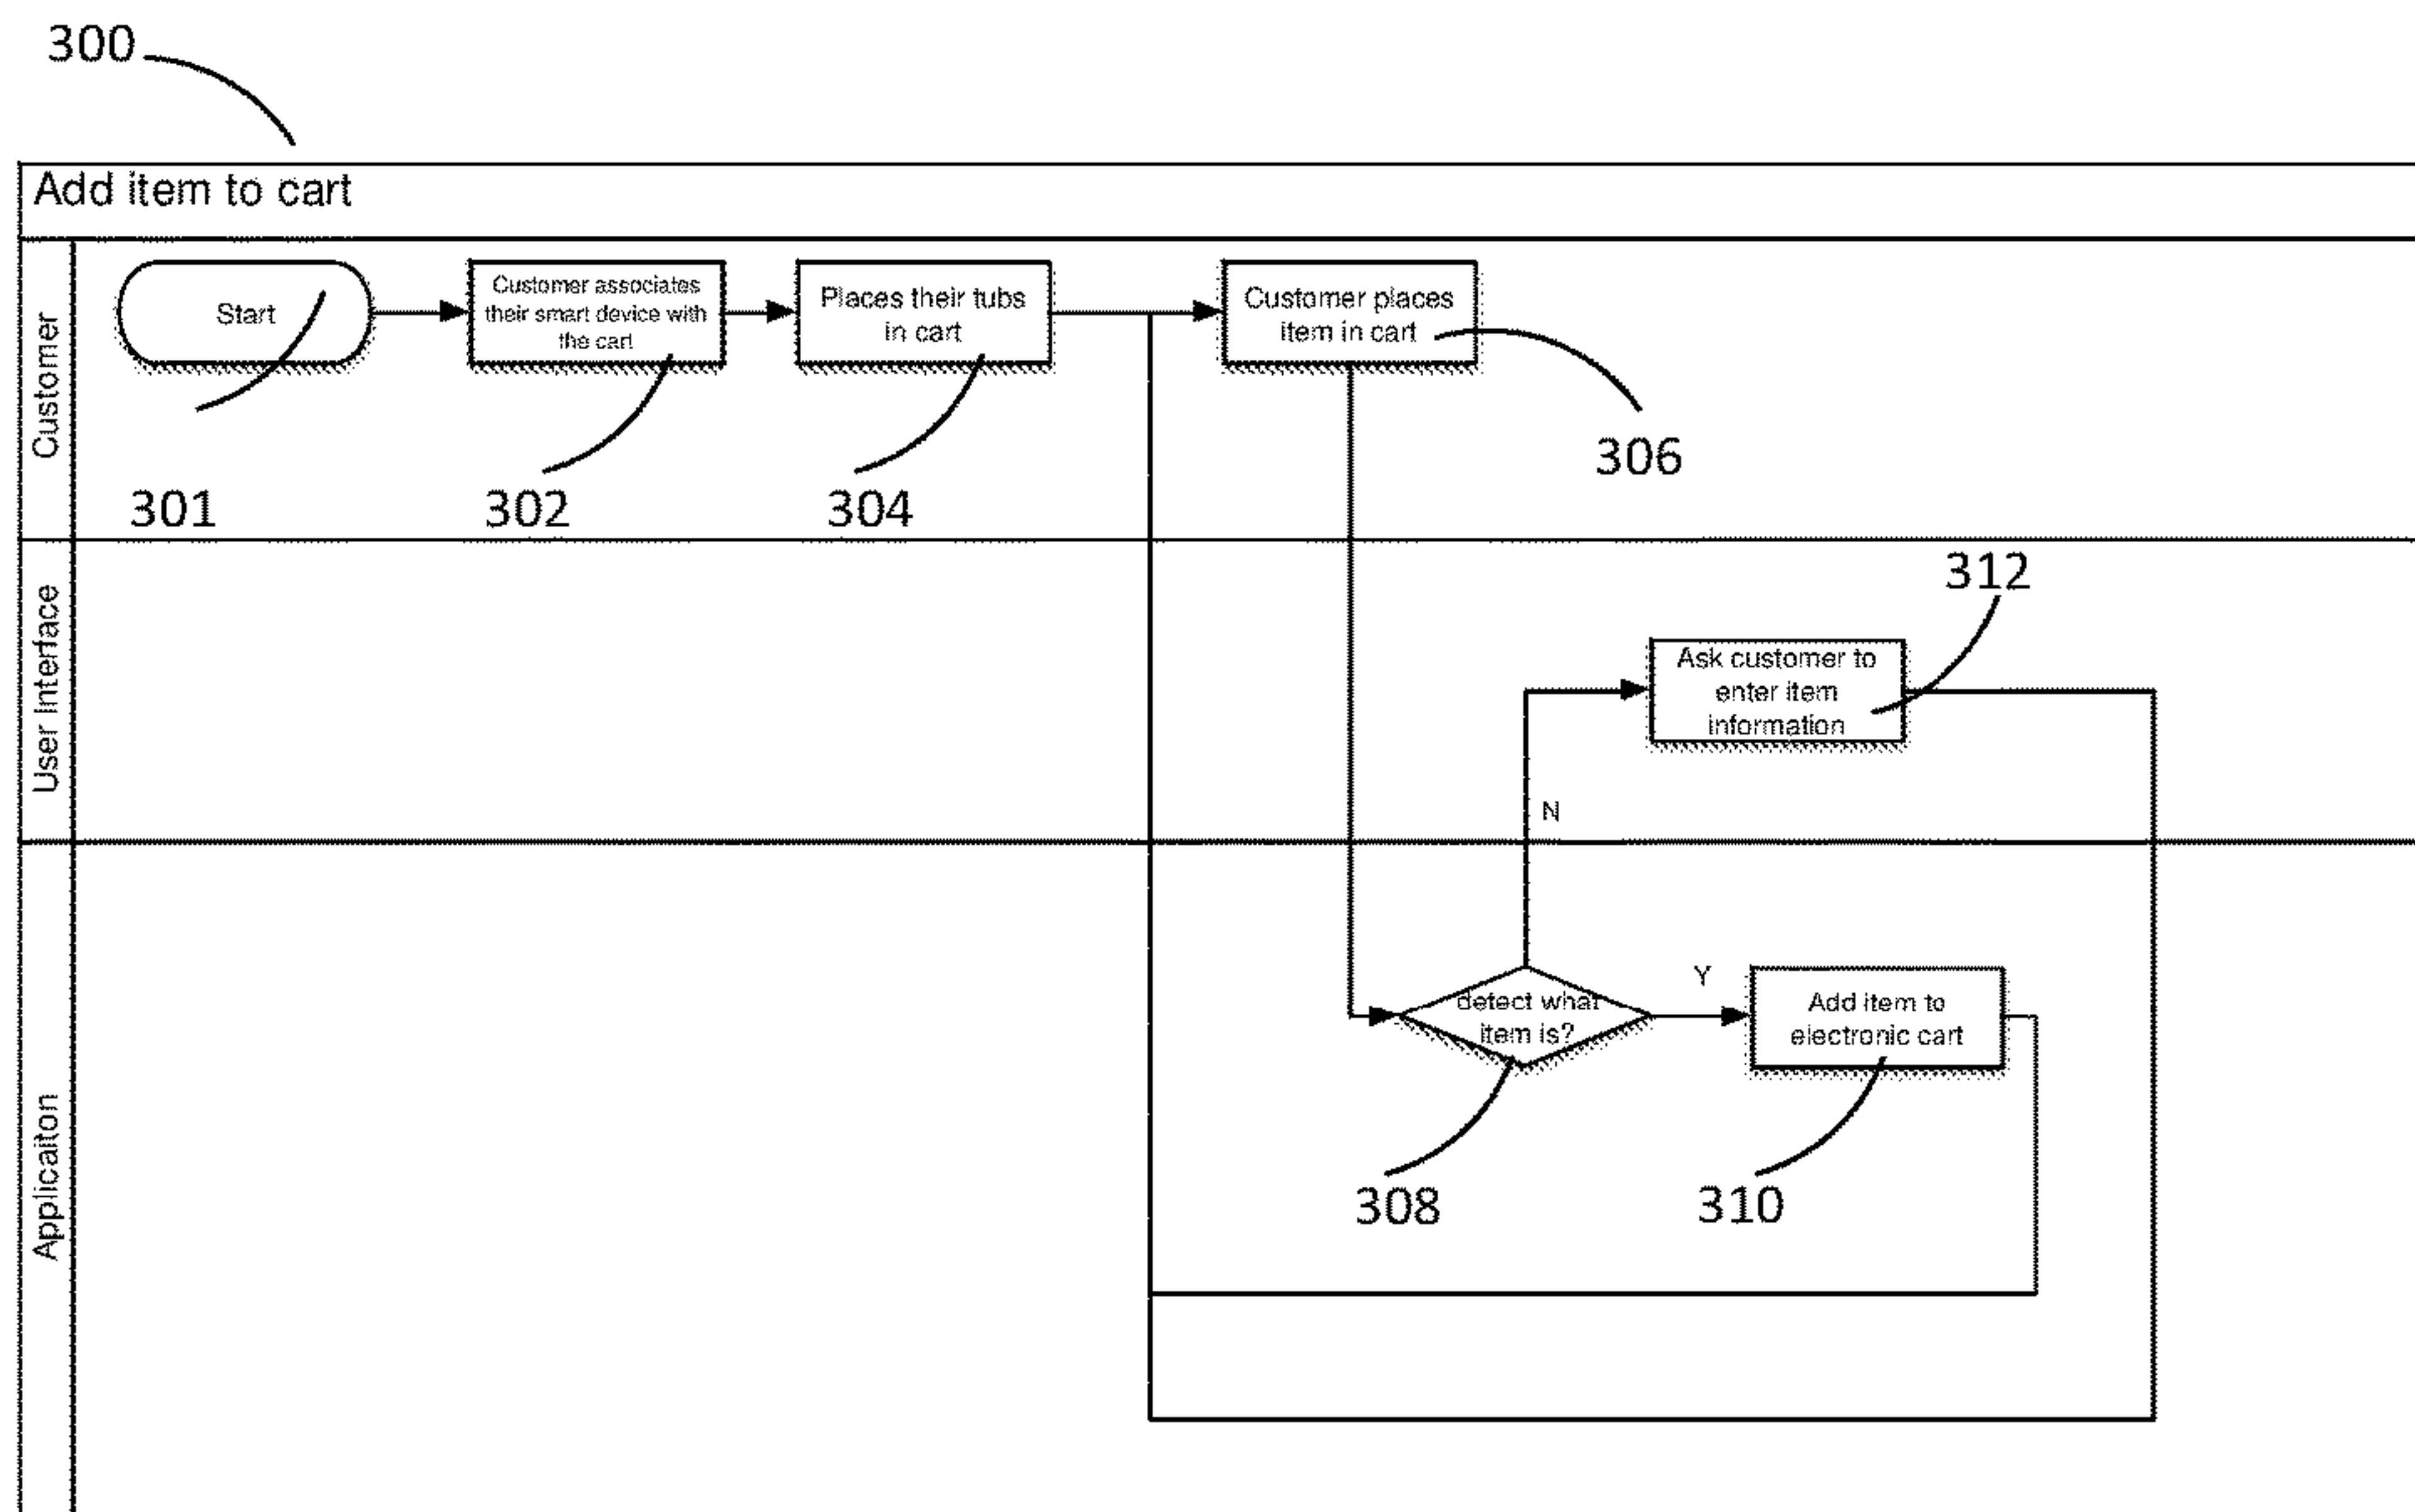 300
Add item to cart
Customer
Start
Customer associates
their smart device with
the cart
Places their tubs
in cart
Customer places
item in cart
301
302
304
306
User Interface
312
Ask customer to
enter item
information
N
Applicaiton
detect what
item is?
Y
Add item to
electronic cart
308
310